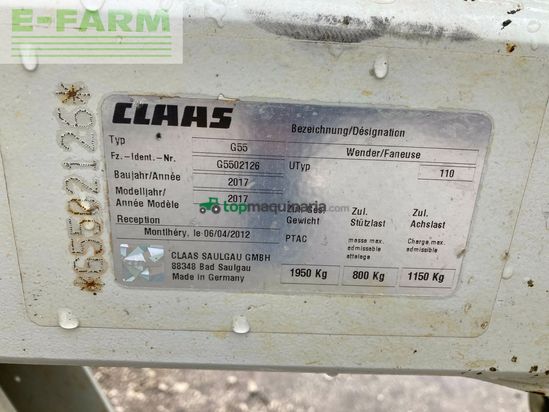 E-FARM
*G5502126*
CLAAS
Typ G55
Fz.-Ident.-Nr. G5502126
Baujahr/Année 2017
Modelljahr/
Année Modèle 2017
Reception
Montlhéry, le 06/04/2012
CLAAS SAULGAU GMBH
88348 Bad Saulgau
Made in Germany
Bezeichnung/Désignation
Wender/Faneuse
UTyp 110
topmaquinaria
Zul. Ges. Zul. Zul.
Gewicht Stützlast Achslast
PTAC masse max. Charge max.
admissible admissible
attelage
1950 Kg 800 Kg 1150 Kg